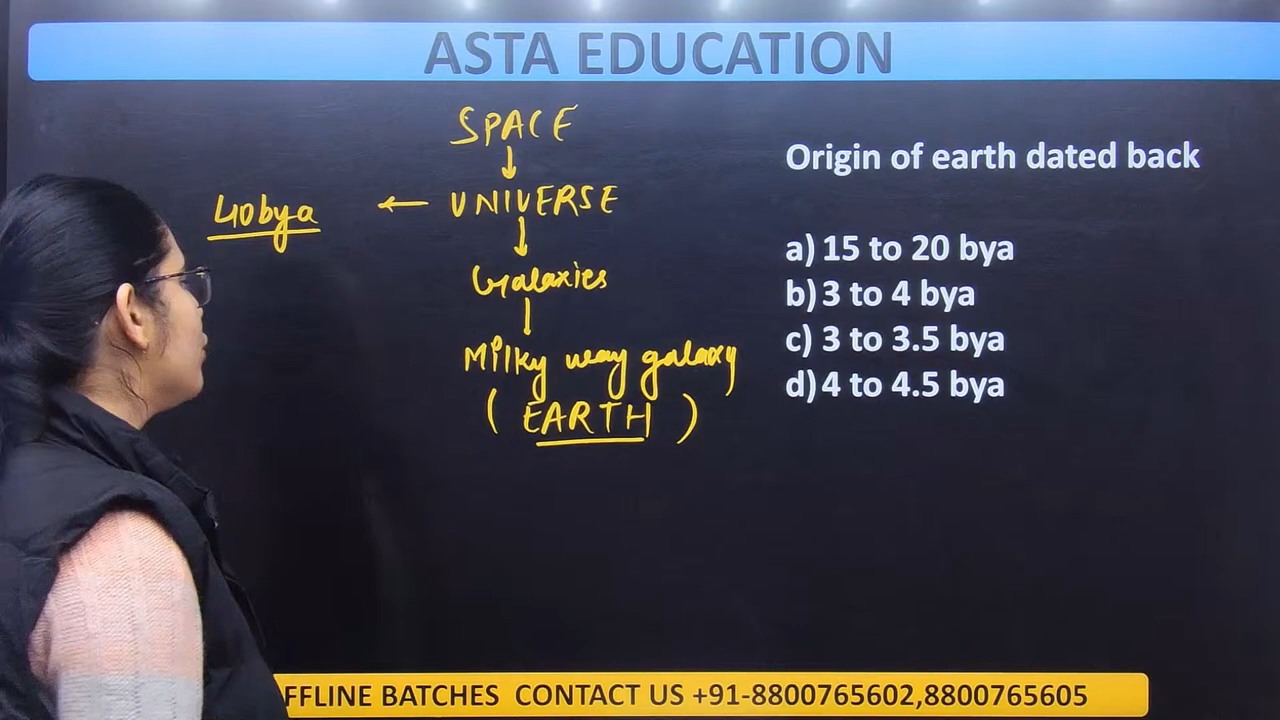 ASTA EDUCATION
SPACE
↓
40bya ← UNIVERSE
↓
Galaxies
Milky way galaxy
( EARTH )
Origin of earth dated back
a) 15 to 20 bya
b) 3 to 4 bya
c) 3 to 3.5 bya
d) 4 to 4.5 bya
FFLINE BATCHES CONTACT US +91-8800765602,8800765605